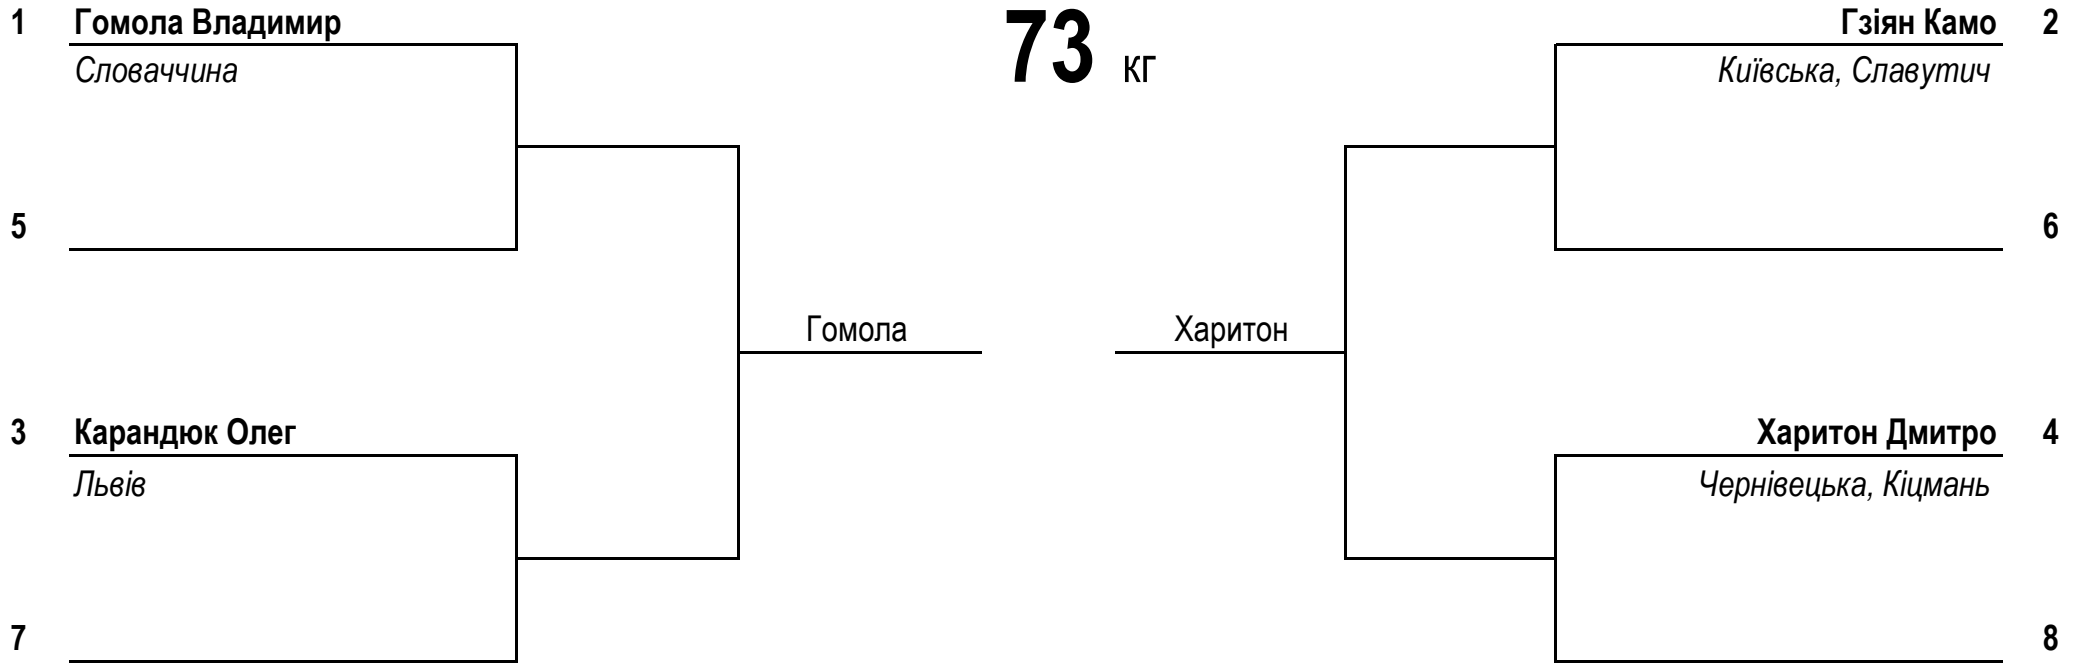 1 Гомола Владимир
Словаччина
5
3 Карандюк Олег
Львів
7
Гомола
73 кг
Харитон
Гзіян Камо 2
Київська, Славутич
6
Харитон Дмитро 4
Чернівецька, Кіцмань
8